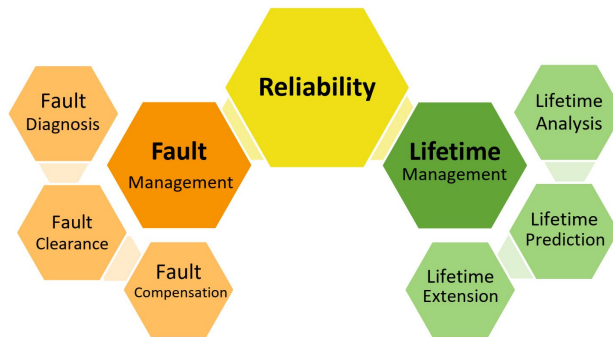 Reliability
Fault
Management
Fault
Diagnosis
Fault
Clearance
Fault
Compensation
Lifetime
Management
Lifetime
Analysis
Lifetime
Prediction
Lifetime
Extension